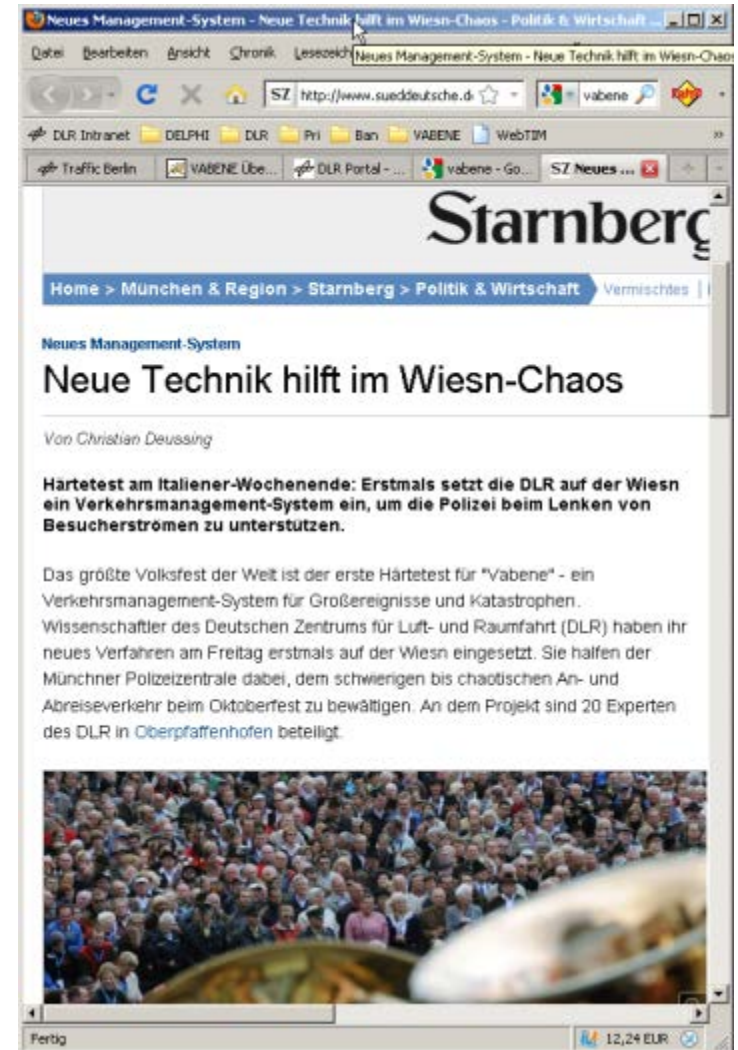 Neues Management-System - Neue Technik hilft im Wiesn-Chaos - Politik & Wirtschaft ...
Datei Bearbeiten Ansicht Chronik Lesezeich
Neues Management-System - Neue Technik hilft im Wiesn-Chaos
SZ http://www.sueddeutsche.d vabene
DLR Intranet DELPHI DLR Pri Ban VABENE WebTIM »
Traffic Berlin VABENE Übe... DLR Portal - ... vabene - Go... SZ Neues ...
Starnberg
Home > München & Region > Starnberg > Politik & Wirtschaft Vermischtes |
Neues Management-System
Neue Technik hilft im Wiesn-Chaos
Von Christian Deussing
Härtetest am Italiener-Wochenende: Erstmals setzt die DLR auf der Wiesn
ein Verkehrsmanagement-System ein, um die Polizei beim Lenken von
Besucherströmen zu unterstützen.
Das größte Volksfest der Welt ist der erste Härtetest für "Vabene" - ein
Verkehrsmanagement-System für Großereignisse und Katastrophen.
Wissenschaftler des Deutschen Zentrums für Luft- und Raumfahrt (DLR) haben ihr
neues Verfahren am Freitag erstmals auf der Wiesn eingesetzt. Sie halfen der
Münchner Polizeizentrale dabei, dem schwierigen bis chaotischen An- und
Abreiseverkehr beim Oktoberfest zu bewältigen. An dem Projekt sind 20 Experten
des DLR in Oberpfaffenhofen beteiligt.
Fertig 12,24 EUR